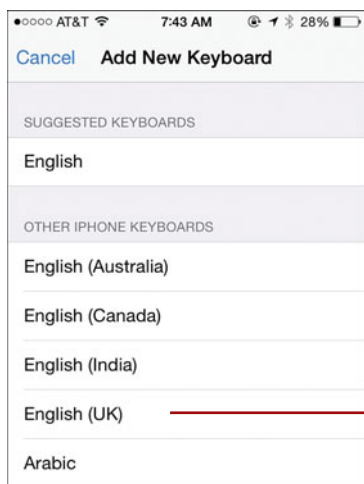 ●○○○○ AT&T 7:43 AM 28%
Cancel Add New Keyboard
SUGGESTED KEYBOARDS
English
OTHER IPHONE KEYBOARDS
English (Australia)
English (Canada)
English (India)
English (UK)
Arabic